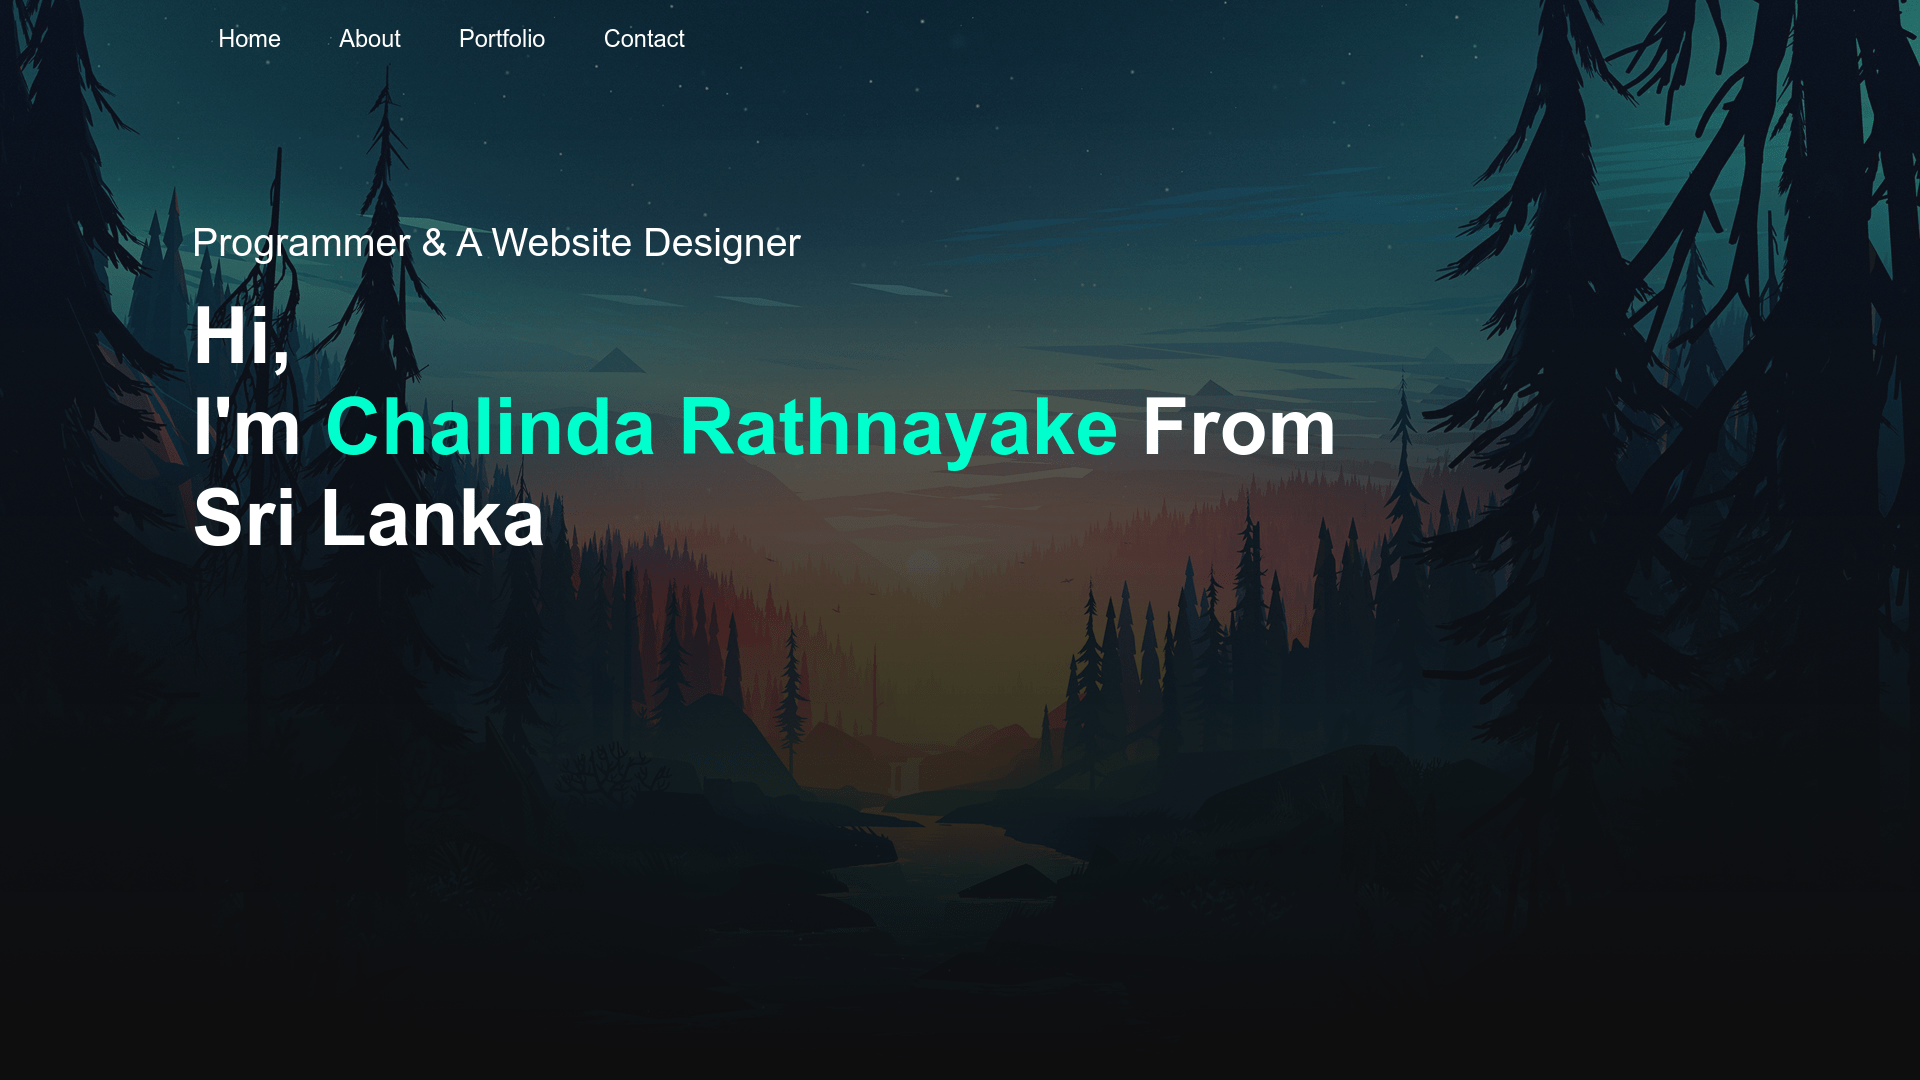 Home About Portfolio Contact
Programmer & A Website Designer
Hi,
I'm Chalinda Rathnayake From
Sri Lanka